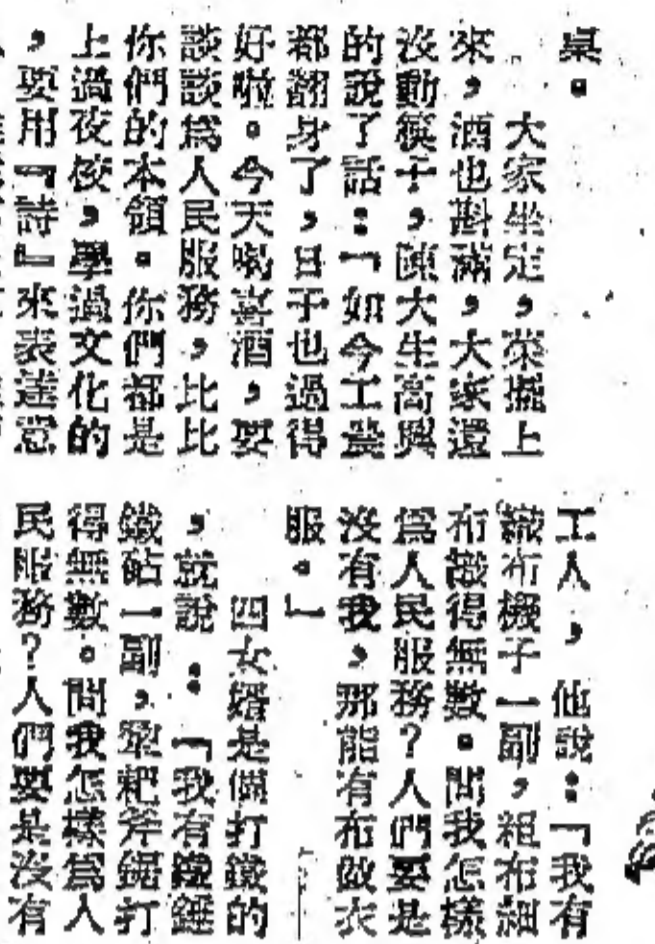 桌。
大家坐定，菜擺上
來，酒也斟滿，大家還
沒動筷子，陳大生高興
的說了話：「如今工農
都翻身了，日子也過得
好啦。今天喝喜酒，要
談談爲人民服務，比比
你們的本領。你們都是
上過夜校，學過文化的
，要用『詩』來表達意
工人，他說：「我有
織布機子一副，粗布細
布織得無數。問我怎樣
爲人民服務？人們要是
沒有我，那能有布做衣
服。」
四女婿是個打鐵的
，就說：「我有鐵錘
鐵砧一副，犂耙斧鋸打
得無數。問我怎樣爲人
民服務？人們要是沒有